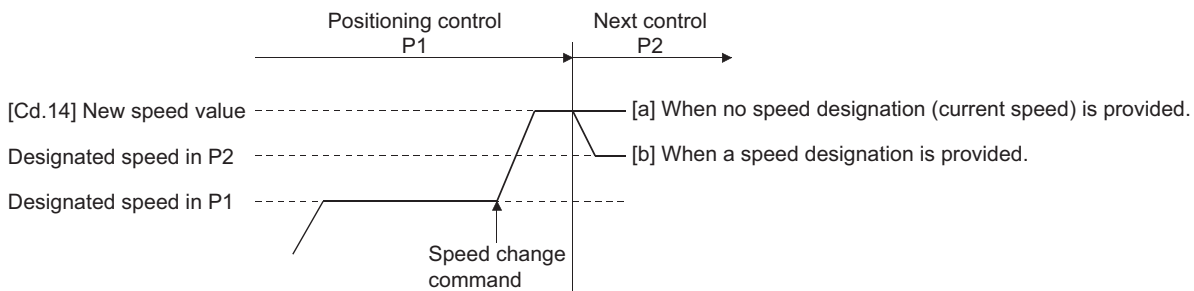 Positioning control
P1
Next control
P2
[Cd.14] New speed value
[a] When no speed designation (current speed) is provided.
Designated speed in P2
[b] When a speed designation is provided.
Designated speed in P1
Speed change
command